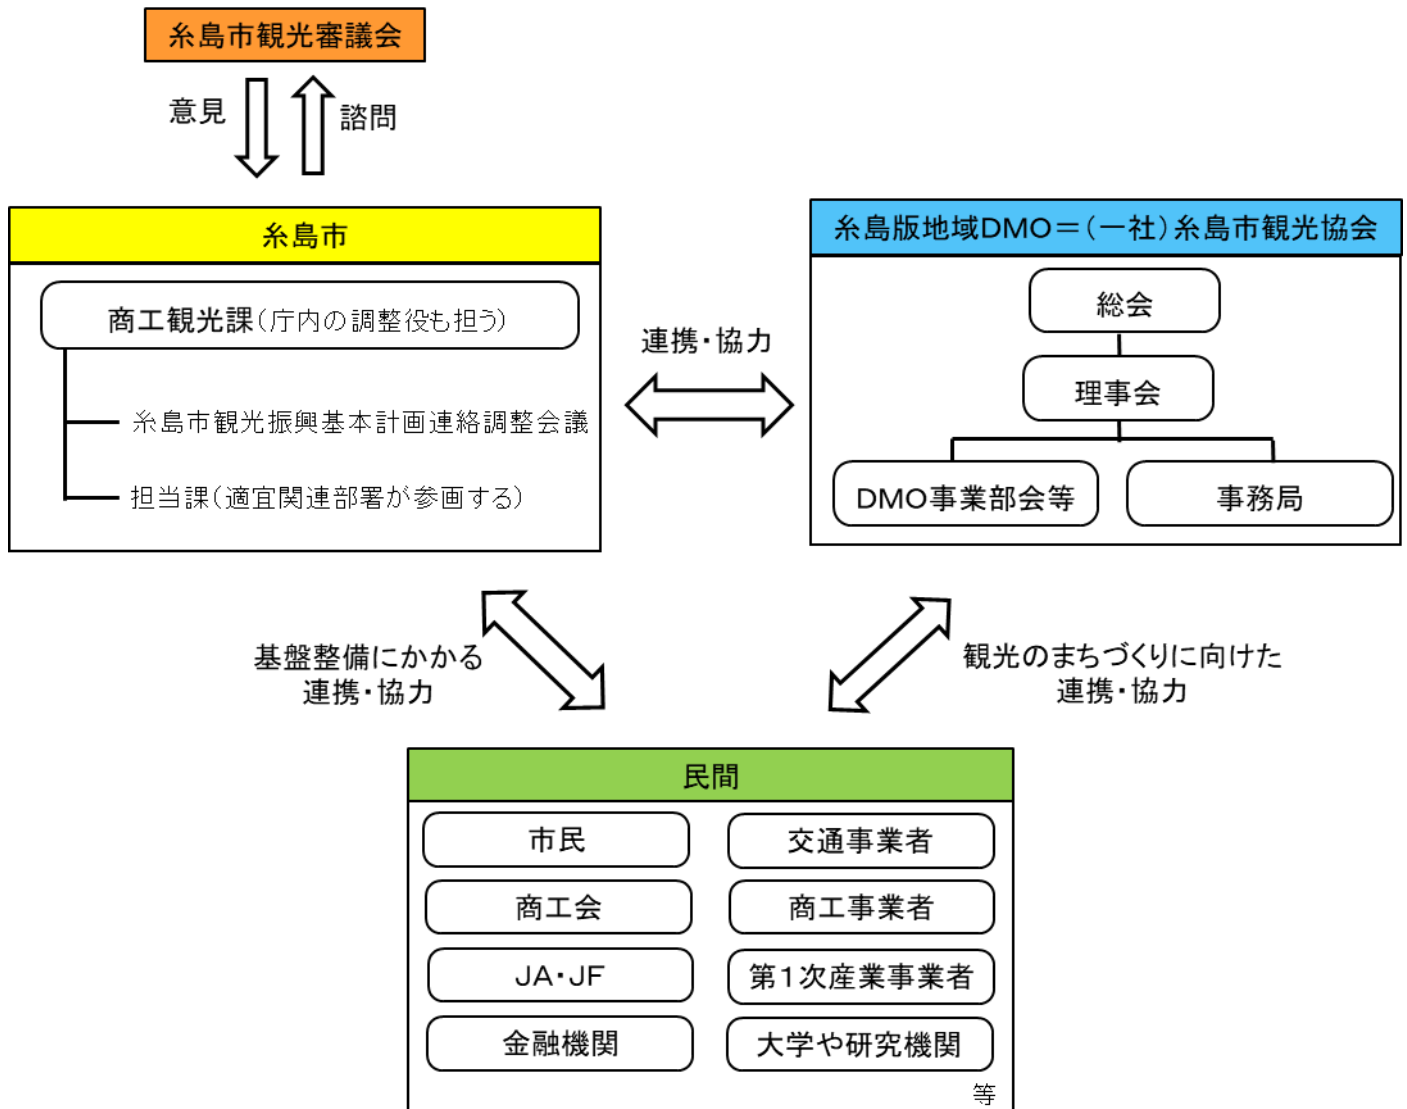 糸島市観光審議会
意見
諮問
糸島市
商工観光課(庁内の調整役も担う)
糸島市観光振興基本計画連絡調整会議
担当課(適宜関連部署が参画する)
連携・協力
糸島版地域DMO=(一社)糸島市観光協会
総会
理事会
DMO事業部会等
事務局
基盤整備にかかる
連携・協力
観光のまちづくりに向けた
連携・協力
民間
市民
交通事業者
商工会
商工事業者
JA・JF
第1次産業事業者
金融機関
大学や研究機関
等